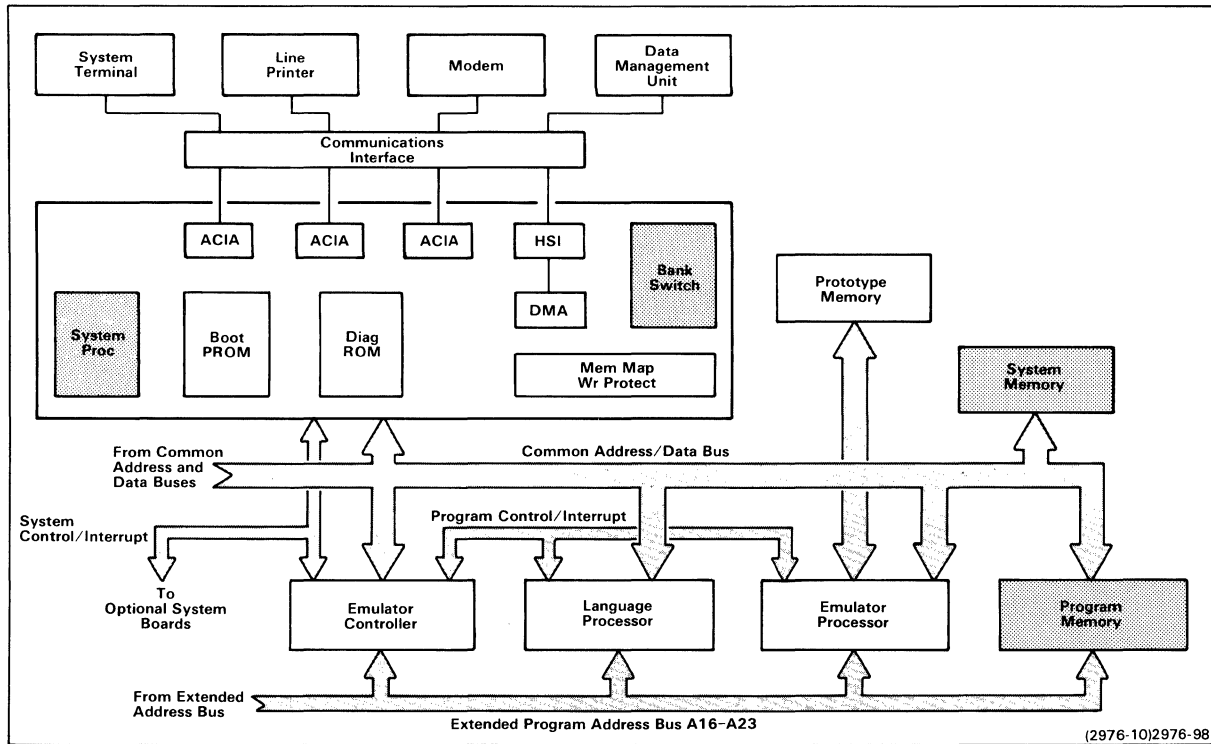 System
Terminal
Line
Printer
Modem
Data
Management
Unit
Communications
Interface
ACIA
ACIA
ACIA
HSI
Bank
Switch
DMA
System
Proc
Boot
PROM
Diag
ROM
Mem Map
Wr Protect
Prototype
Memory
System
Memory
From Common
Address and
Data Buses
Common Address/Data Bus
System
Control/Interrupt
Program Control/Interrupt
To
Optional System
Boards
Emulator
Controller
Language
Processor
Emulator
Processor
Program
Memory
From Extended
Address Bus
Extended Program Address Bus A16–A23
(2976-10)2976-98